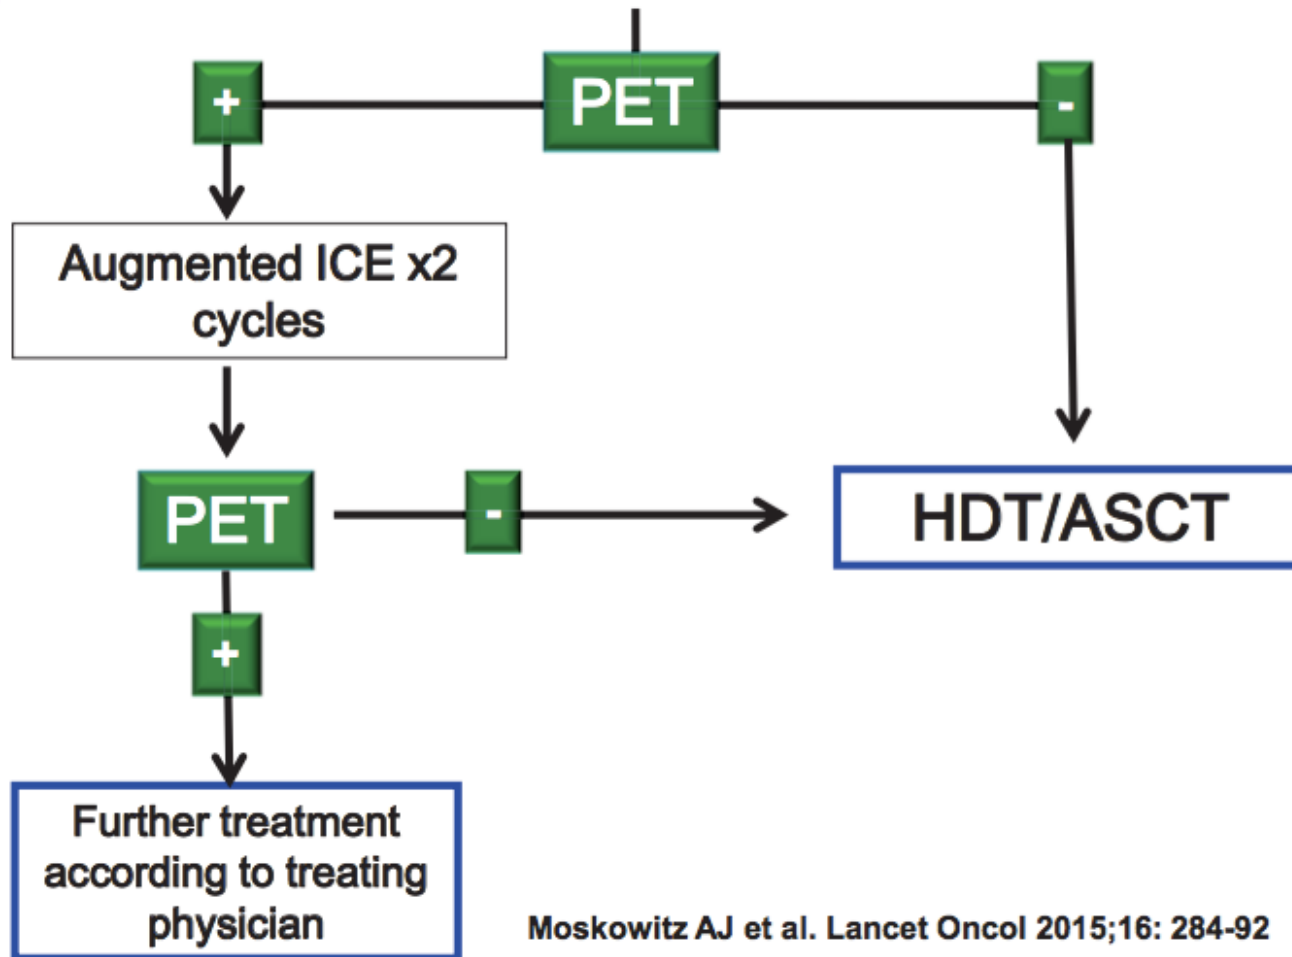 +
PET
-
Augmented ICE x2
cycles
PET
-
HDT/ASCT
+
Further treatment
according to treating
physician
Moskowitz AJ et al. Lancet Oncol 2015;16: 284-92